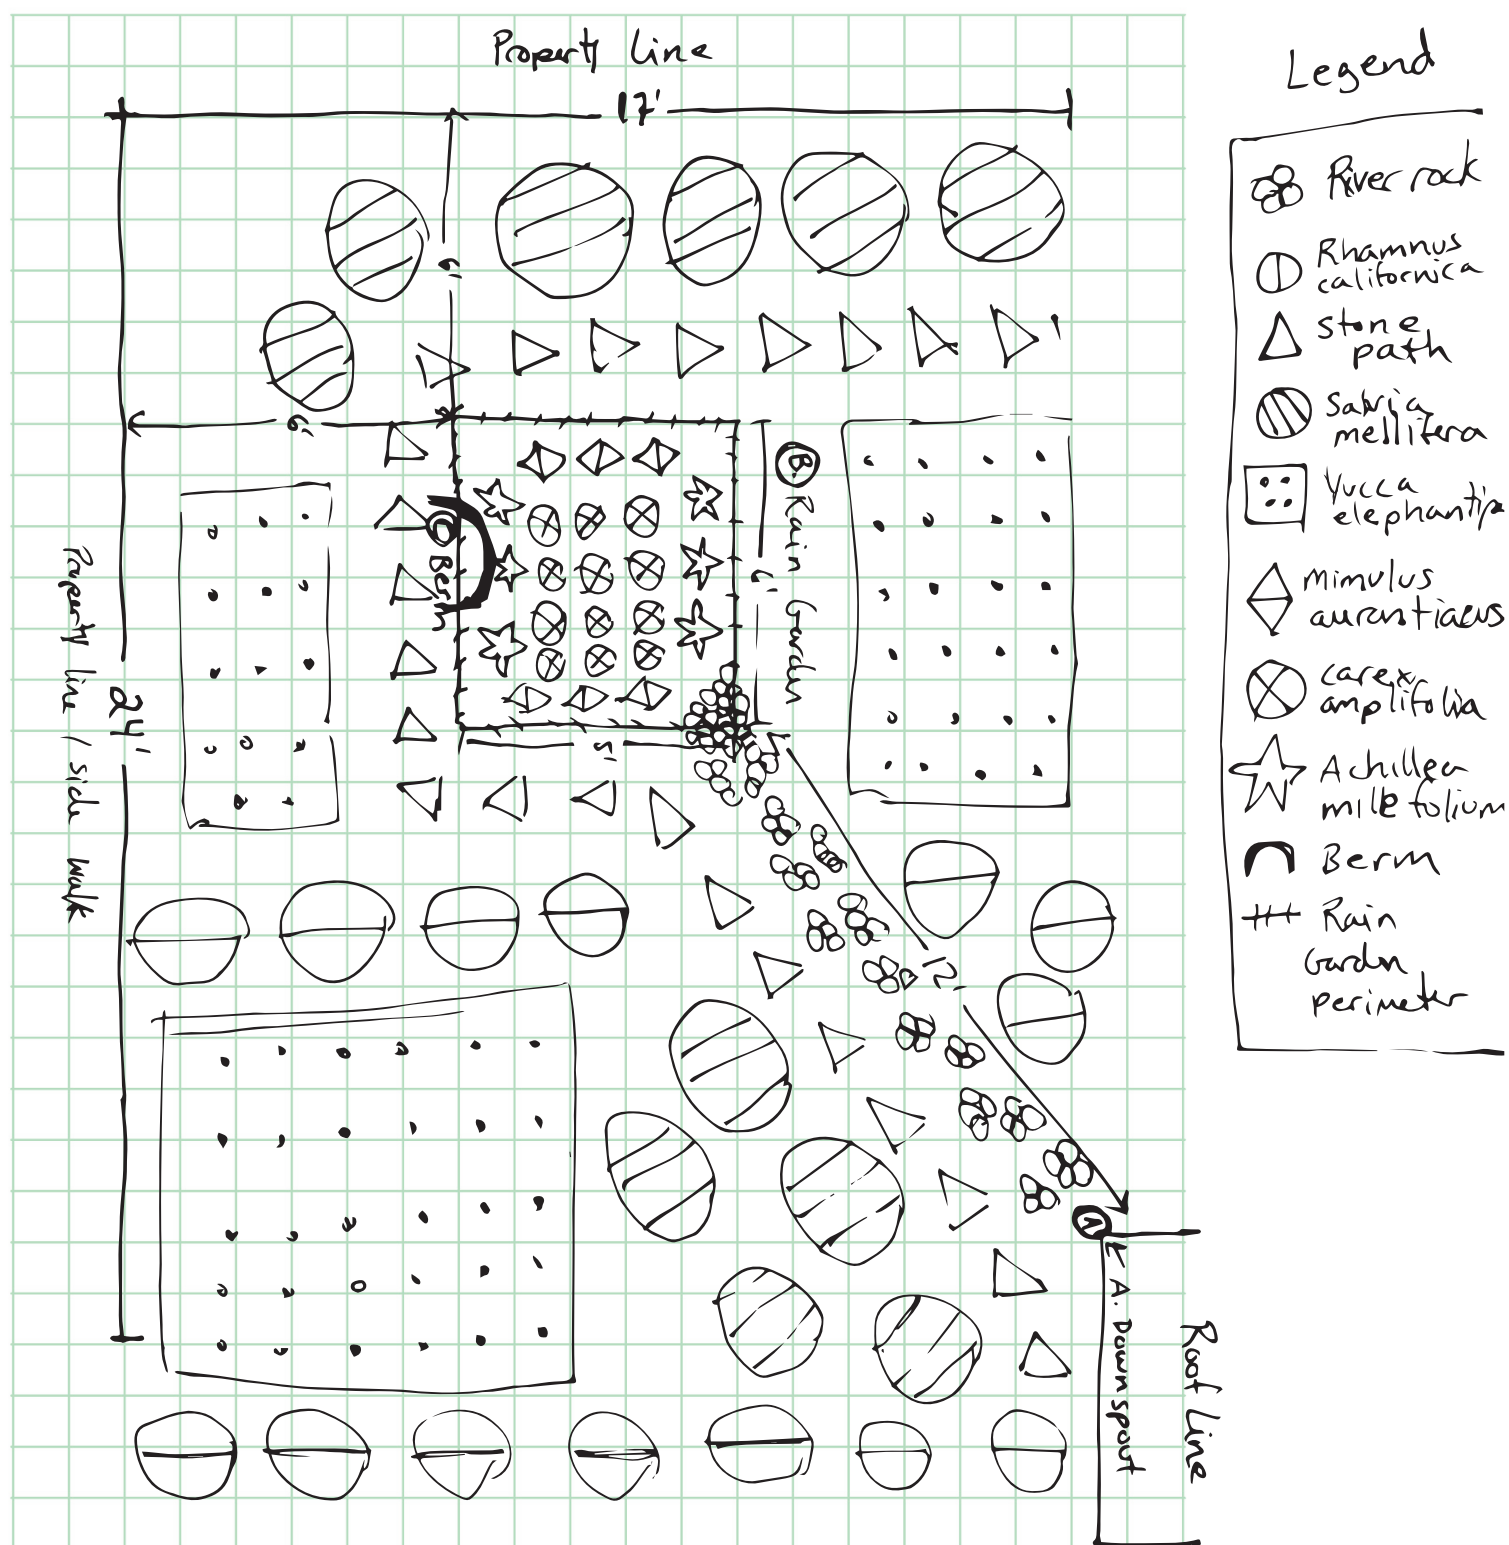 Property line
17'
6'
6'
B Rain Garden
C Berm
6'
5'
Property line / side walk
24'
12'
A
A. Downspout
Roof Line
Legend
River rock
Rhamnus
californica
stone
path
Salvia
mellifera
Yucca
elephantip
Mimulus
aurantiacus
carex
amplifolia
Achillea
millefolium
Berm
Rain
Garden
perimeter